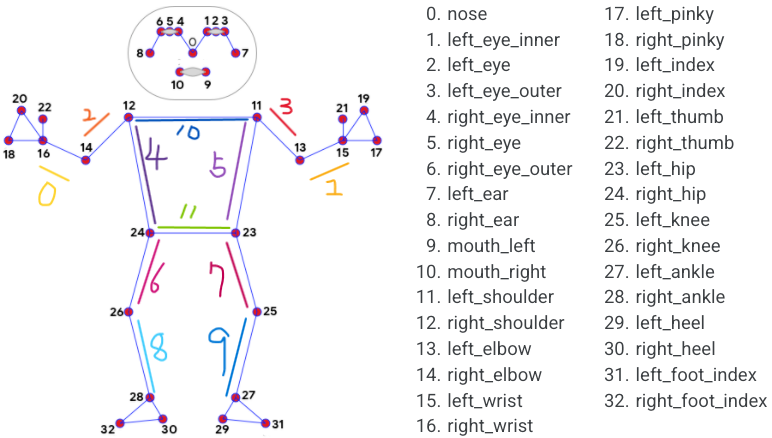 6 5 4 1 2 3
0
8 7
10 9
20 22 2 12 11 3 21 19
10
18 16 14 4 5 13 15 17
0 1
11
24 23
6 7
26 25
8 9
28 27
32 30 29 31
0. nose
1. left_eye_inner
2. left_eye
3. left_eye_outer
4. right_eye_inner
5. right_eye
6. right_eye_outer
7. left_ear
8. right_ear
9. mouth_left
10. mouth_right
11. left_shoulder
12. right_shoulder
13. left_elbow
14. right_elbow
15. left_wrist
16. right_wrist
17. left_pinky
18. right_pinky
19. left_index
20. right_index
21. left_thumb
22. right_thumb
23. left_hip
24. right_hip
25. left_knee
26. right_knee
27. left_ankle
28. right_ankle
29. left_heel
30. right_heel
31. left_foot_index
32. right_foot_index